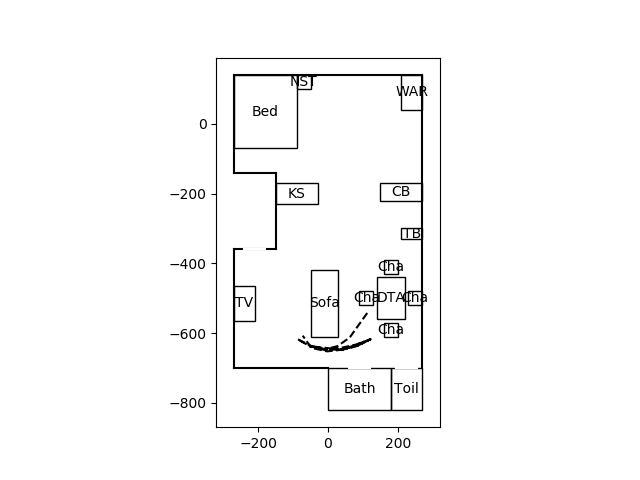 NST
WAR
Bed
0
KS
CB
−200
TB
Cha
−400
TV
Sofa
Cha
DTA
Cha
Cha
−600
Bath
Toil
−800
−200
0
200